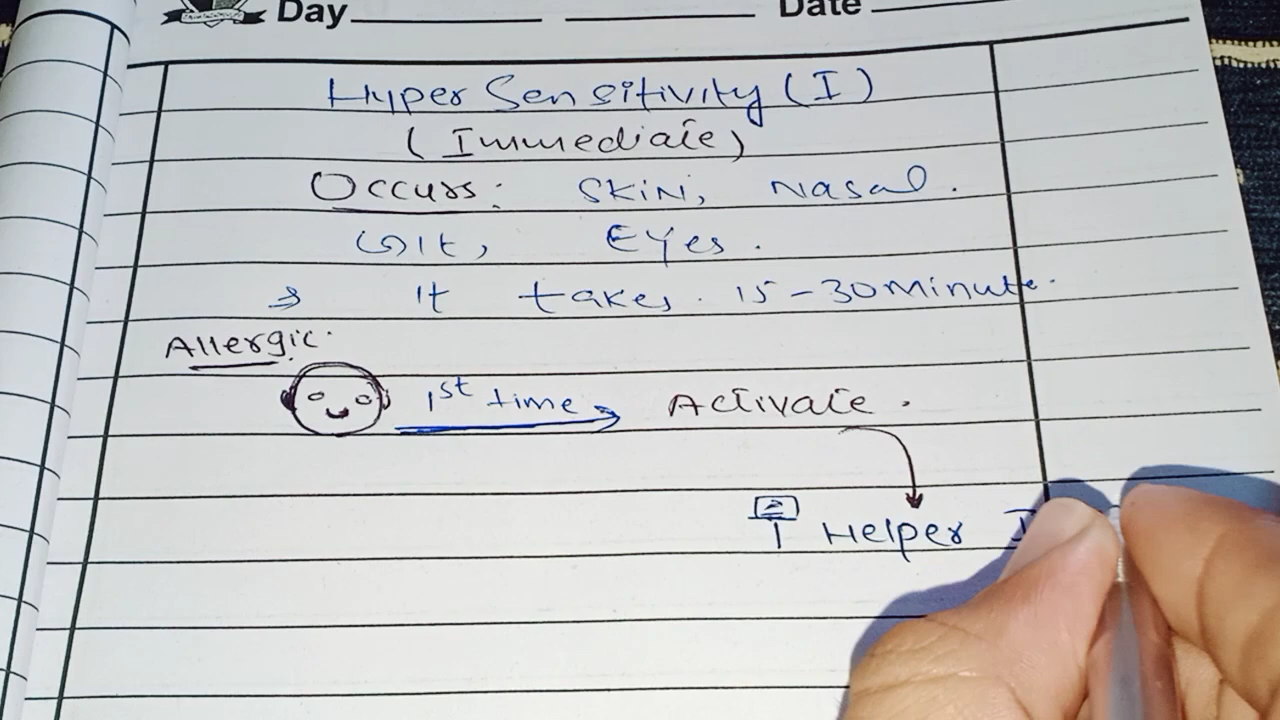 Day Date
Hyper Sensitivity (I)
(Immediate)
Occurs: Skin, Nasal.
GIt, Eyes.
It takes. 15-30 minute.
Allergic.
1st time Activate.
2
T Helper